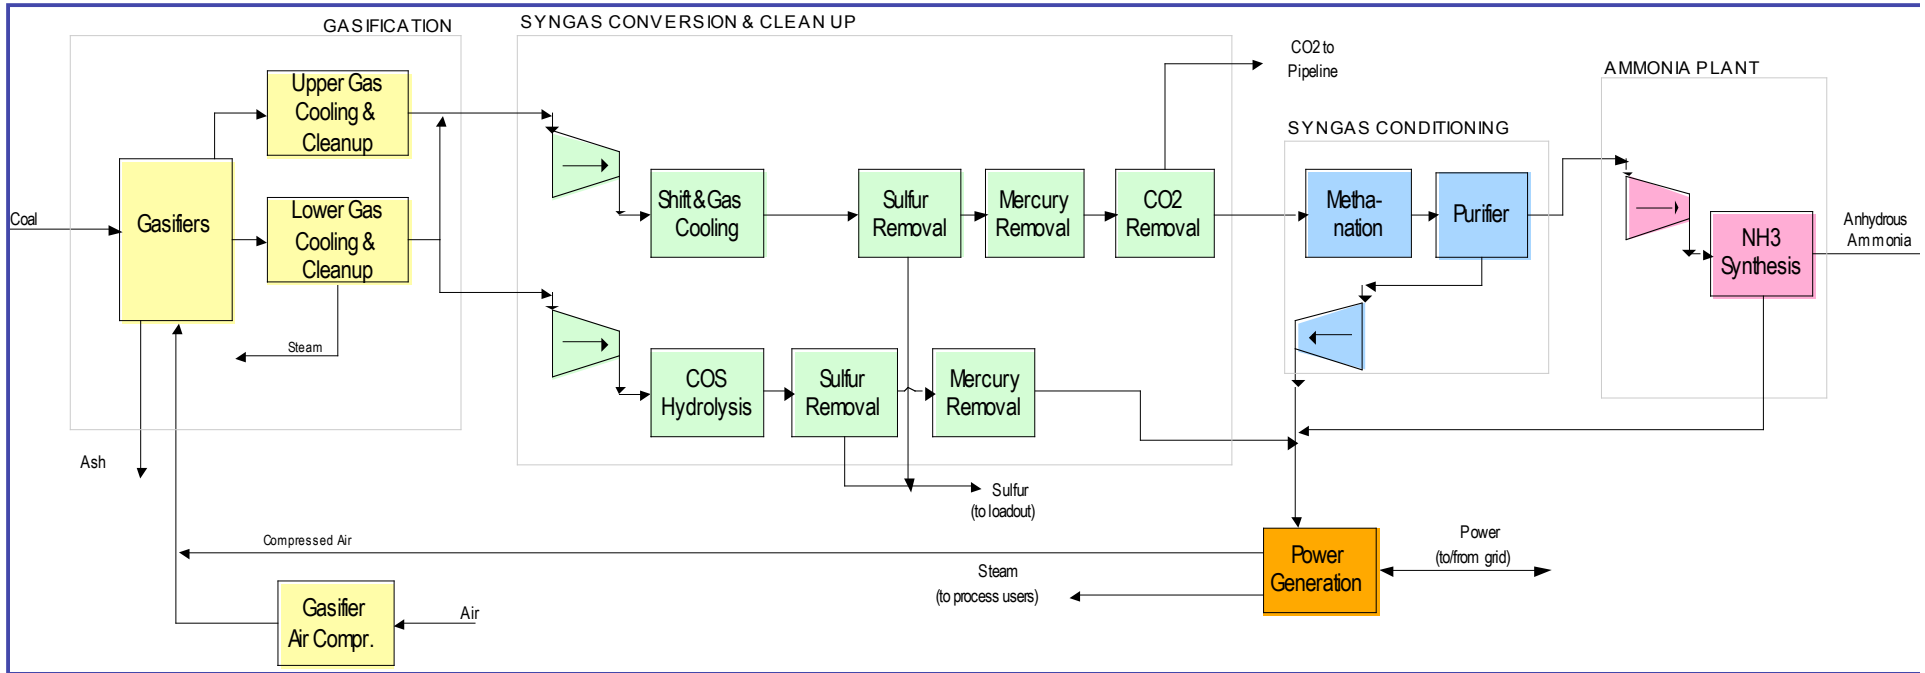 GASIFICATION
SYNGAS CONVERSION & CLEAN UP
CO2 to
Pipeline
AMMONIA PLANT
SYNGAS CONDITIONING
Upper Gas
Cooling &
Cleanup
Coal
Gasifiers
Lower Gas
Cooling &
Cleanup
Steam
Ash
Shift & Gas
Cooling
Sulfur
Removal
Mercury
Removal
CO2
Removal
Metha-
nation
Purifier
NH3
Synthesis
Anhydrous
Ammonia
COS
Hydrolysis
Sulfur
Removal
Mercury
Removal
Sulfur
(to loadout)
Compressed Air
Steam
(to process users)
Power
Generation
Power
(to/from grid)
Gasifier
Air Compr.
Air